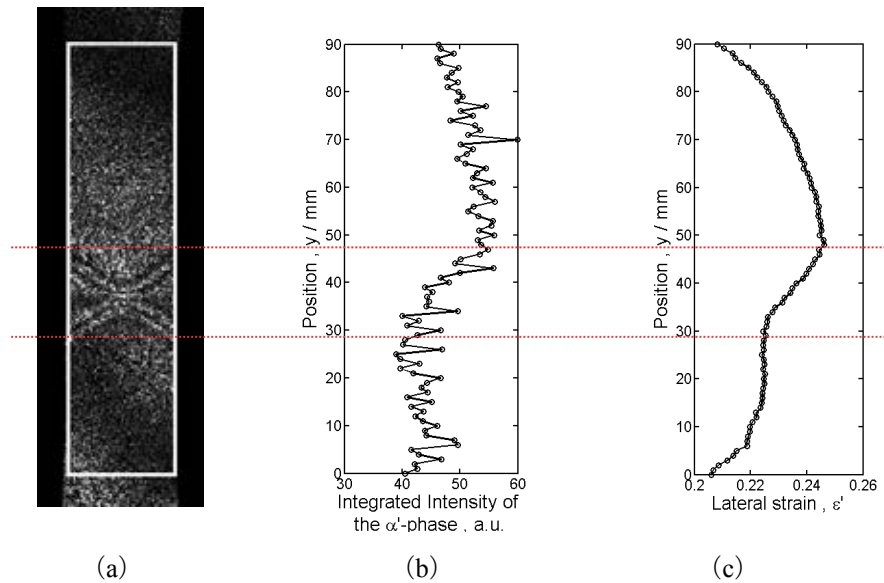 90
80
70
60
50
40
30
20
10
0
Position , y / mm
30 40 50 60
Integrated Intensity of
the α'-phase , a.u.
90
80
70
60
50
40
30
20
10
0
Position , y / mm
0.2 0.22 0.24 0.26
Lateral strain , ε'
(a) (b) (c)